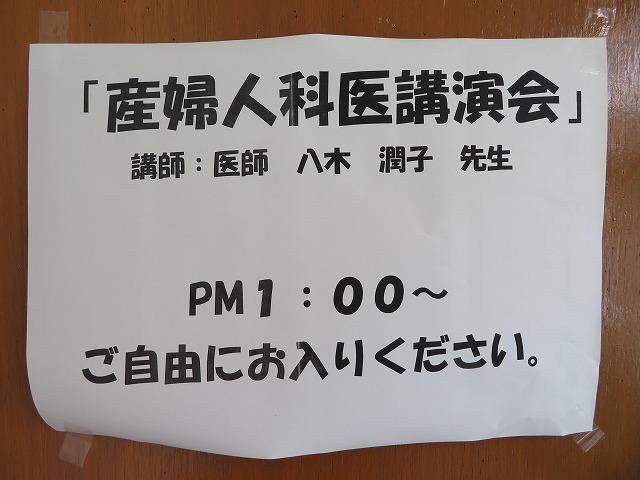 「産婦人科医講演会」
講師：医師　八木　潤子　先生
PM１：００～
ご自由にお入りください。